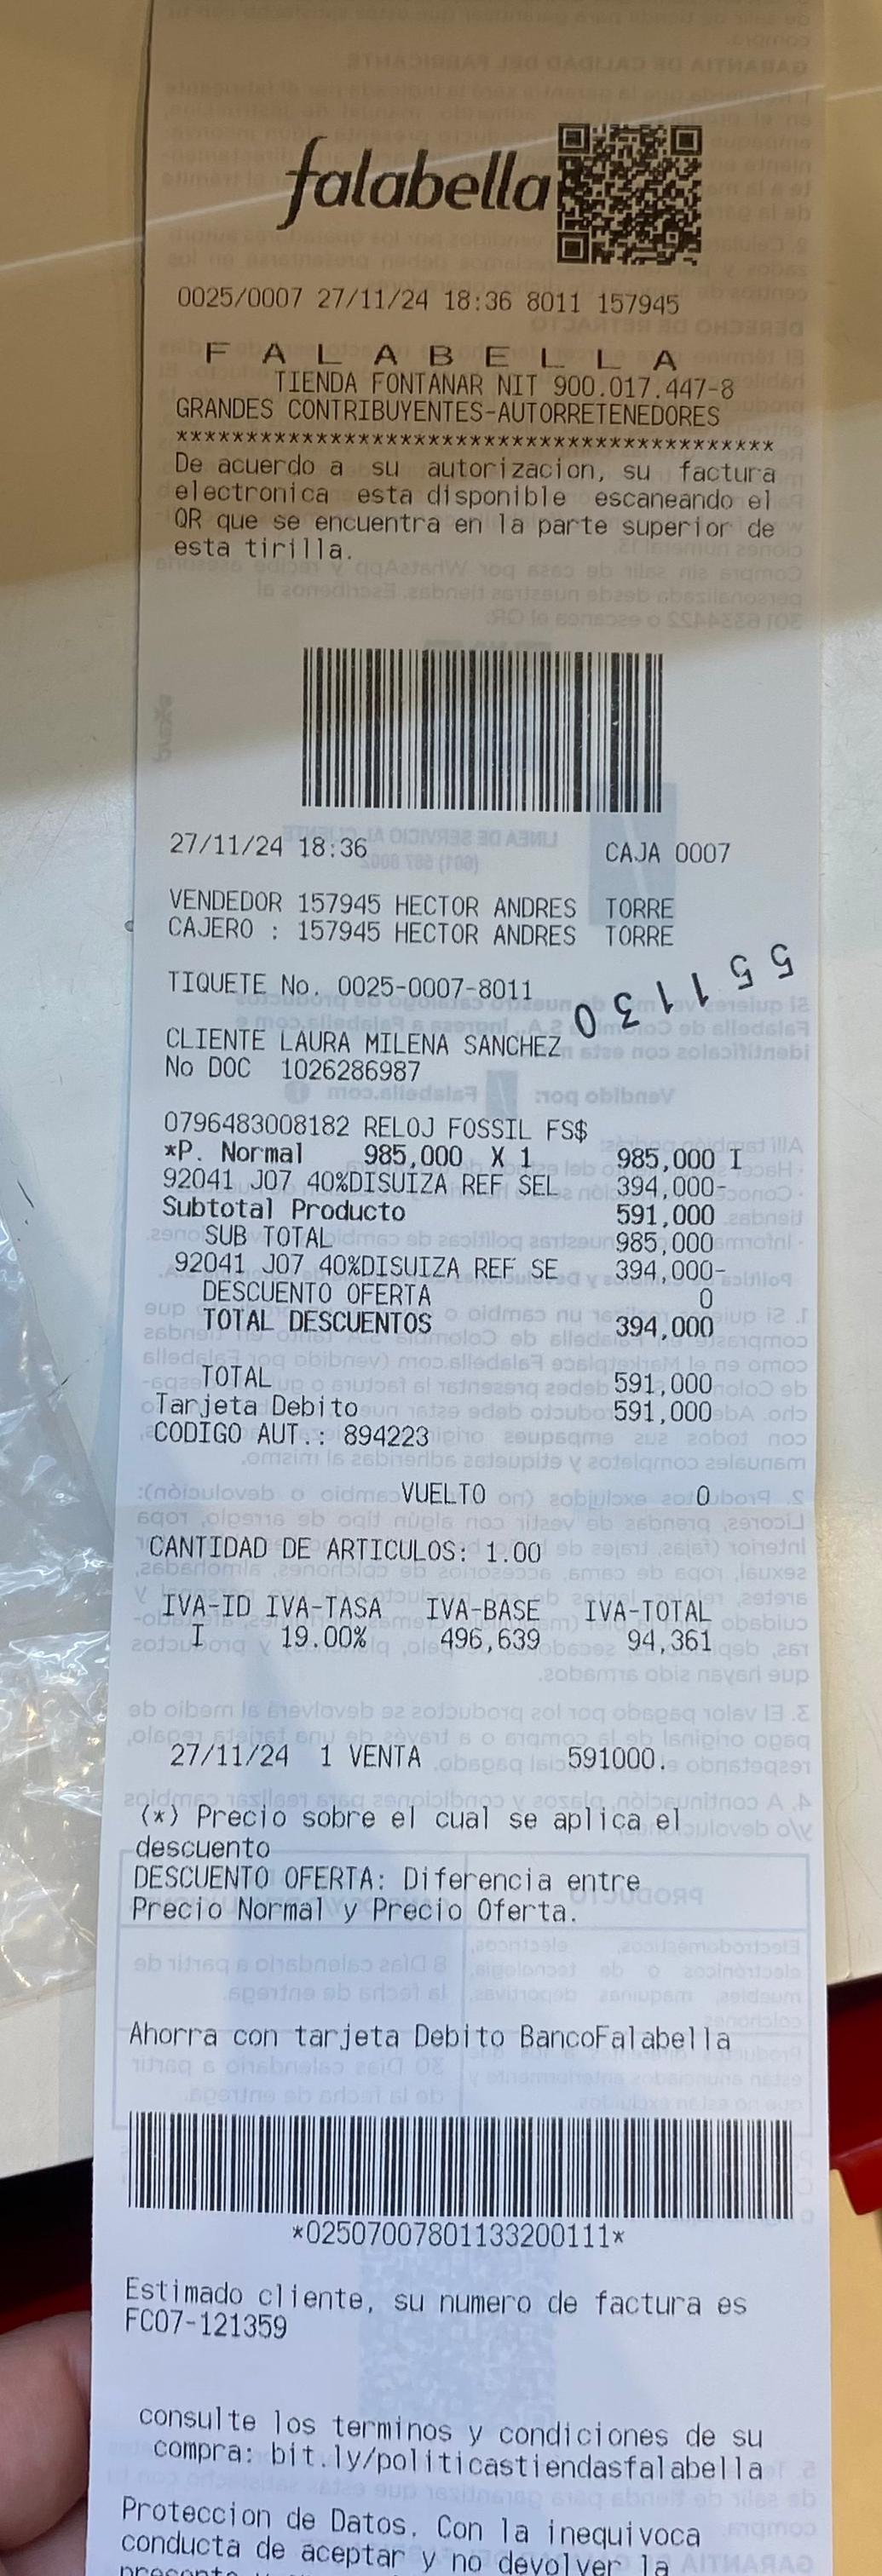 falabella
0025/0007 27/11/24 18:36 8011 157945
F A L A B E L L A
TIENDA FONTANAR NIT 900.017.447-8
GRANDES CONTRIBUYENTES-AUTORRETENEDORES
******************************************
De acuerdo a su autorizacion, su factura
electronica esta disponible escaneando el
QR que se encuentra en la parte superior de
esta tirilla.
27/11/24 18:36 CAJA 0007
VENDEDOR 157945 HECTOR ANDRES TORRE
CAJERO : 157945 HECTOR ANDRES TORRE
551130
TIQUETE No. 0025-0007-8011
CLIENTE LAURA MILENA SANCHEZ
No DOC 1026286987
0796483008182 RELOJ FOSSIL FS$
*P. Normal 985,000 X 1 985,000 I
92041 J07 40%DISUIZA REF SEL 394,000-
Subtotal Producto 591,000
SUB TOTAL 985,000
92041 J07 40%DISUIZA REF SE 394,000-
DESCUENTO OFERTA 0
TOTAL DESCUENTOS 394,000
TOTAL 591,000
Tarjeta Debito 591,000
CODIGO AUT.: 894223
VUELTO 0
CANTIDAD DE ARTICULOS: 1.00
IVA-ID IVA-TASA IVA-BASE IVA-TOTAL
I 19.00% 496,639 94,361
27/11/24 1 VENTA 591000.
(*) Precio sobre el cual se aplica el
descuento
DESCUENTO OFERTA: Diferencia entre
Precio Normal y Precio Oferta.
Ahorra con tarjeta Debito BancoFalabella
*02507007801133200111*
Estimado cliente, su numero de factura es
FC07-121359
consulte los terminos y condiciones de su
compra: bit.ly/politicastiendasfalabella
Proteccion de Datos. Con la inequivoca
conducta de aceptar y no devolver la